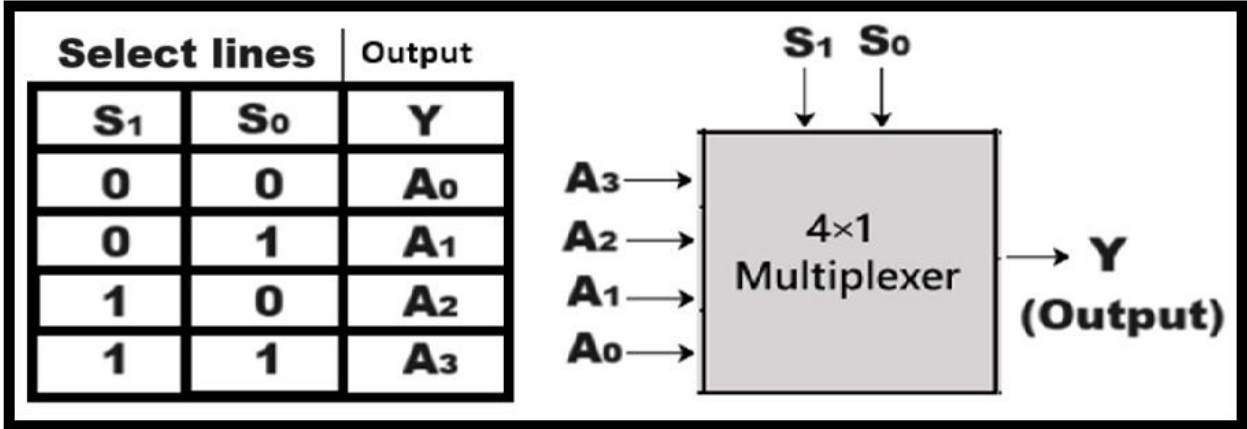 Select lines Output
S1 S0 Y
0 0 A0
0 1 A1
1 0 A2
1 1 A3
S1 S0
A3
A2
A1
A0
4×1
Multiplexer
Y
(Output)